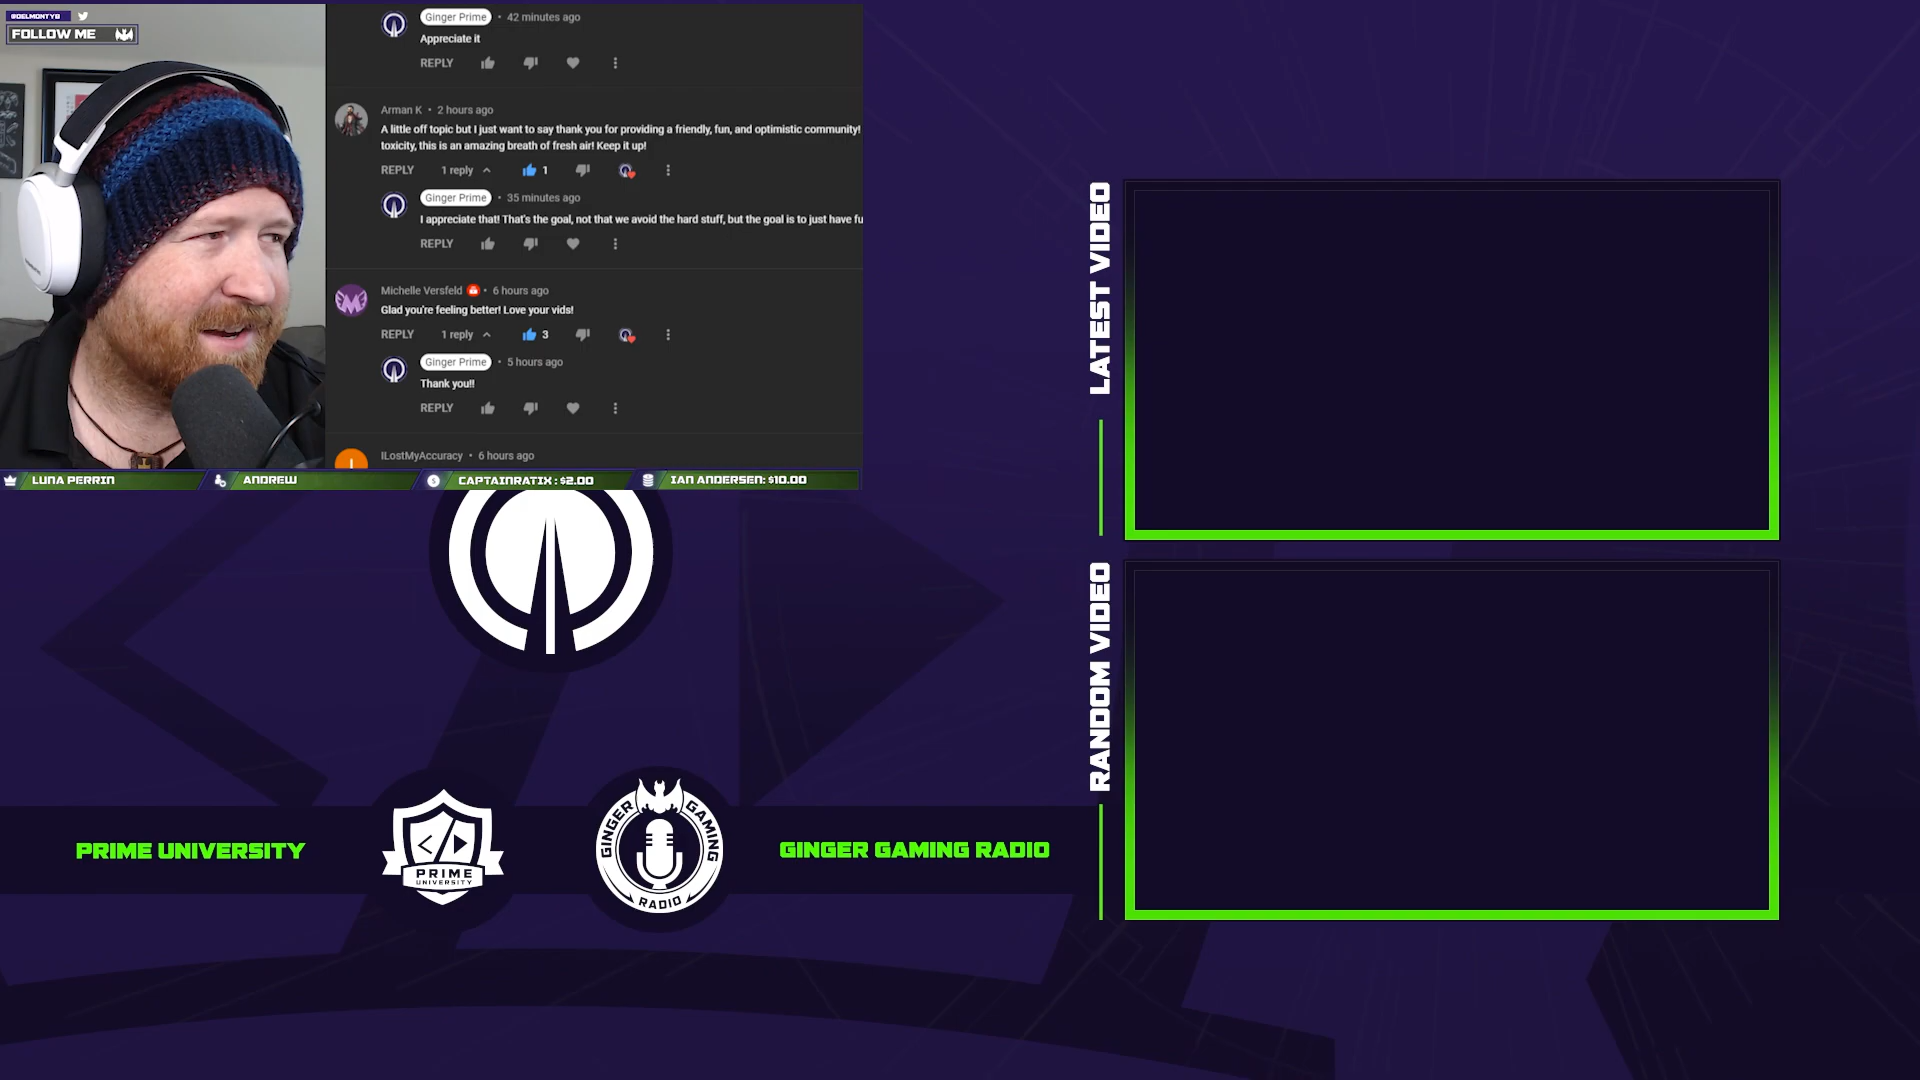 @DELMONTY8
FOLLOW ME
Ginger Prime • 42 minutes ago
Appreciate it
REPLY
Arman K • 2 hours ago
A little off topic but I just want to say thank you for providing a friendly, fun, and optimistic community!
toxicity, this is an amazing breath of fresh air! Keep it up!
REPLY 1 reply 1
Ginger Prime • 35 minutes ago
I appreciate that! That's the goal, not that we avoid the hard stuff, but the goal is to just have fu
REPLY
Michelle Versfeld • 6 hours ago
Glad you're feeling better! Love your vids!
REPLY 1 reply 3
Ginger Prime • 5 hours ago
Thank you!!
REPLY
ILostMyAccuracy • 6 hours ago
LUNA PERRIN
ANDREW
CAPTAINRATIX : $2.00
IAN ANDERSEN: $10.00
LATEST VIDEO
RANDOM VIDEO
PRIME UNIVERSITY
PRIME
UNIVERSITY
GINGER GAMING
RADIO
GINGER GAMING RADIO